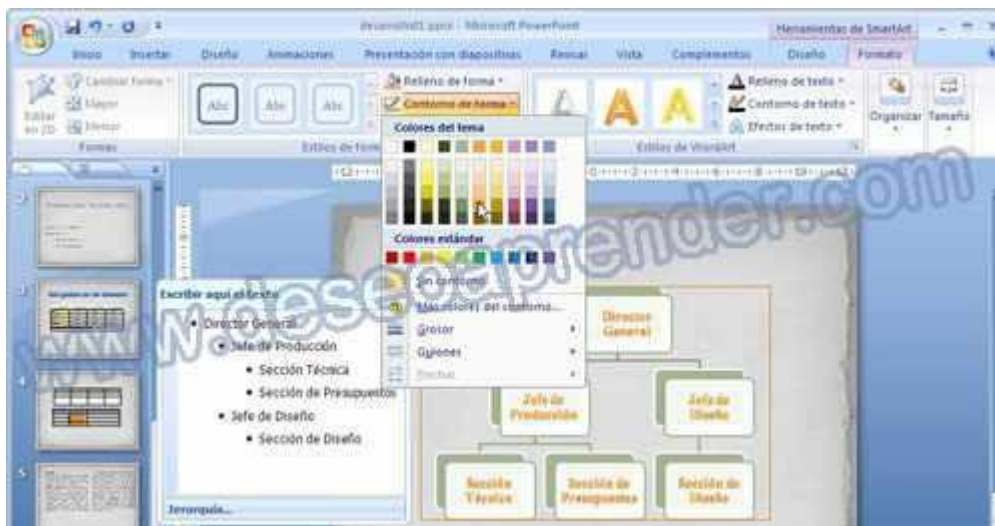 desarrollo01.pptx - Microsoft PowerPoint
Herramientas de SmartArt
Inicio Insertar Diseño Animaciones Presentación con diapositivas Revisar Vista Complementos Diseño Formato
Cambiar forma
Mayor
Menor
Editar en 2D
Formas
Abc Abc Abc
Relleno de forma
Contorno de forma
Estilos de form
A A A
Relleno de texto
Contorno de texto
Efectos de texto
Estilos de WordArt
Organizar Tamaño
Colores del tema
Colores estándar
Sin contorno
Más colores del contorno...
Grosor
Guiones
Flechas
www.deseoaprender.com
3
4
5
Escribir aquí el texto
Director General
Jefe de Producción
Sección Técnica
Sección de Presupuestos
Jefe de Diseño
Sección de Diseño
Jerarquía...
Director
General
Jefe de
Producción
Jefe de
Diseño
Sección
Técnica
Sección de
Presupuestos
Sección de
Diseño